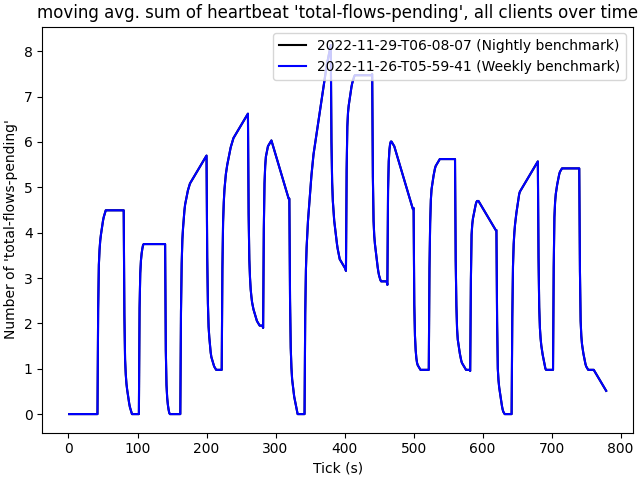 moving avg. sum of heartbeat 'total-flows-pending', all clients over time
2022-11-29-T06-08-07 (Nightly benchmark)
2022-11-26-T05-59-41 (Weekly benchmark)
Number of 'total-flows-pending'
8
7
6
5
4
3
2
1
0
0 100 200 300 400 500 600 700 800
Tick (s)